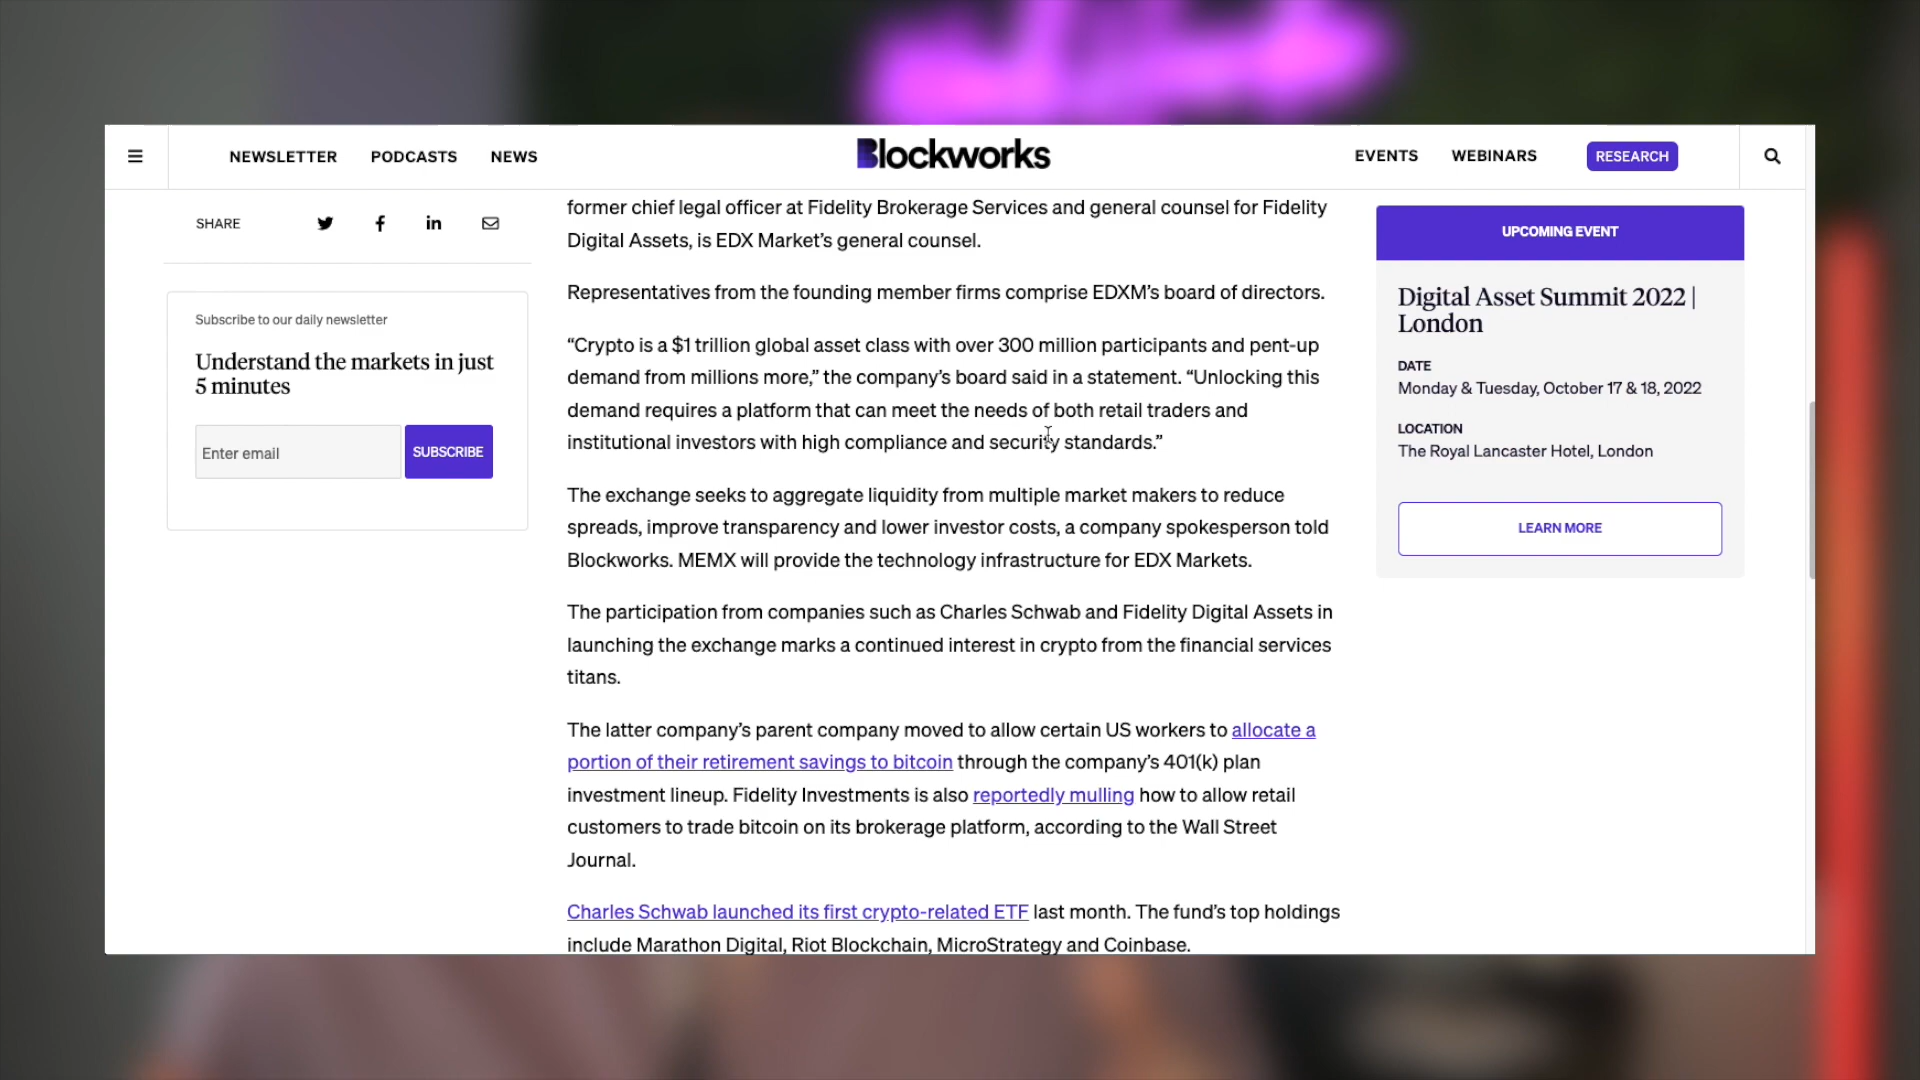 NEWSLETTER PODCASTS NEWS
Blockworks
EVENTS WEBINARS RESEARCH
SHARE
Subscribe to our daily newsletter
Understand the markets in just
5 minutes
Enter email SUBSCRIBE
former chief legal officer at Fidelity Brokerage Services and general counsel for Fidelity
Digital Assets, is EDX Market’s general counsel.
Representatives from the founding member firms comprise EDXM’s board of directors.
“Crypto is a $1 trillion global asset class with over 300 million participants and pent-up
demand from millions more,” the company’s board said in a statement. “Unlocking this
demand requires a platform that can meet the needs of both retail traders and
institutional investors with high compliance and security standards.”
The exchange seeks to aggregate liquidity from multiple market makers to reduce
spreads, improve transparency and lower investor costs, a company spokesperson told
Blockworks. MEMX will provide the technology infrastructure for EDX Markets.
The participation from companies such as Charles Schwab and Fidelity Digital Assets in
launching the exchange marks a continued interest in crypto from the financial services
titans.
The latter company’s parent company moved to allow certain US workers to allocate a
portion of their retirement savings to bitcoin through the company’s 401(k) plan
investment lineup. Fidelity Investments is also reportedly mulling how to allow retail
customers to trade bitcoin on its brokerage platform, according to the Wall Street
Journal.
Charles Schwab launched its first crypto-related ETF last month. The fund’s top holdings
include Marathon Digital, Riot Blockchain, MicroStrategy and Coinbase.
UPCOMING EVENT
Digital Asset Summit 2022 |
London
DATE
Monday & Tuesday, October 17 & 18, 2022
LOCATION
The Royal Lancaster Hotel, London
LEARN MORE